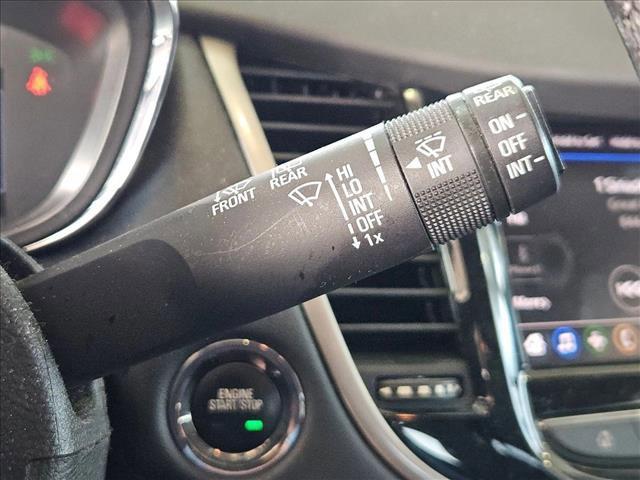 FRONT
REAR
HI
LO
INT
OFF
1x
INT
REAR
ON
OFF
INT
ENGINE
START STOP